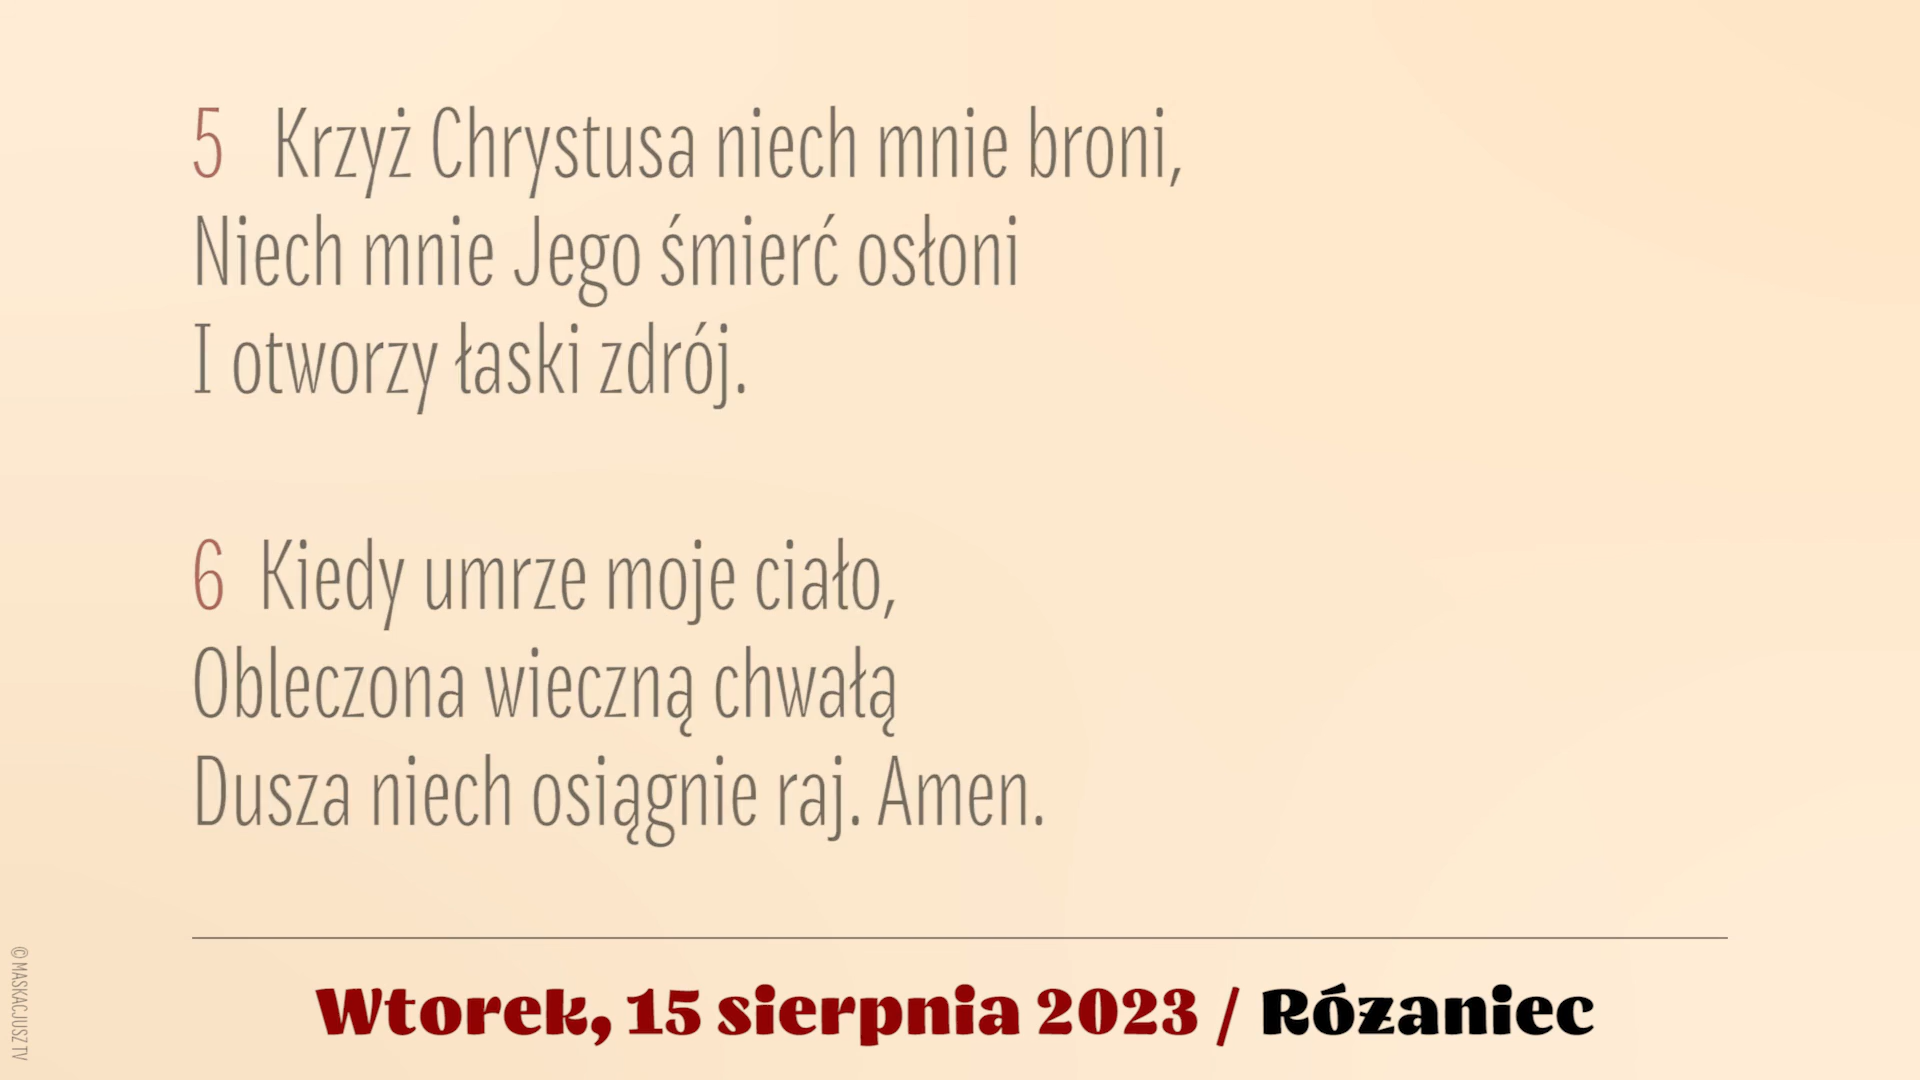 5 Krzyż Chrystusa niech mnie broni,
Niech mnie Jego śmierć osłoni
I otworzy łaski zdrój.
6 Kiedy umrze moje ciało,
Obleczona wieczną chwałą
Dusza niech osiągnie raj. Amen.
Wtorek, 15 sierpnia 2023 / Różaniec
© MASKACJUSZ TV